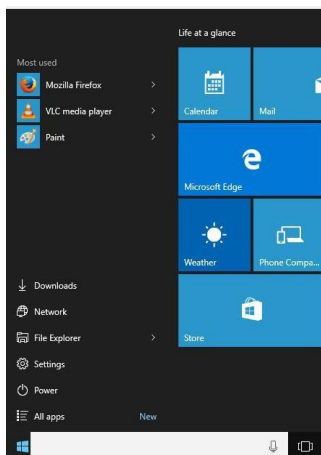 Life at a glance
Most used
Mozilla Firefox
VLC media player
Paint
Calendar
Mail
Microsoft Edge
Weather
Phone Compa...
Store
Downloads
Network
File Explorer
Settings
Power
All apps
New